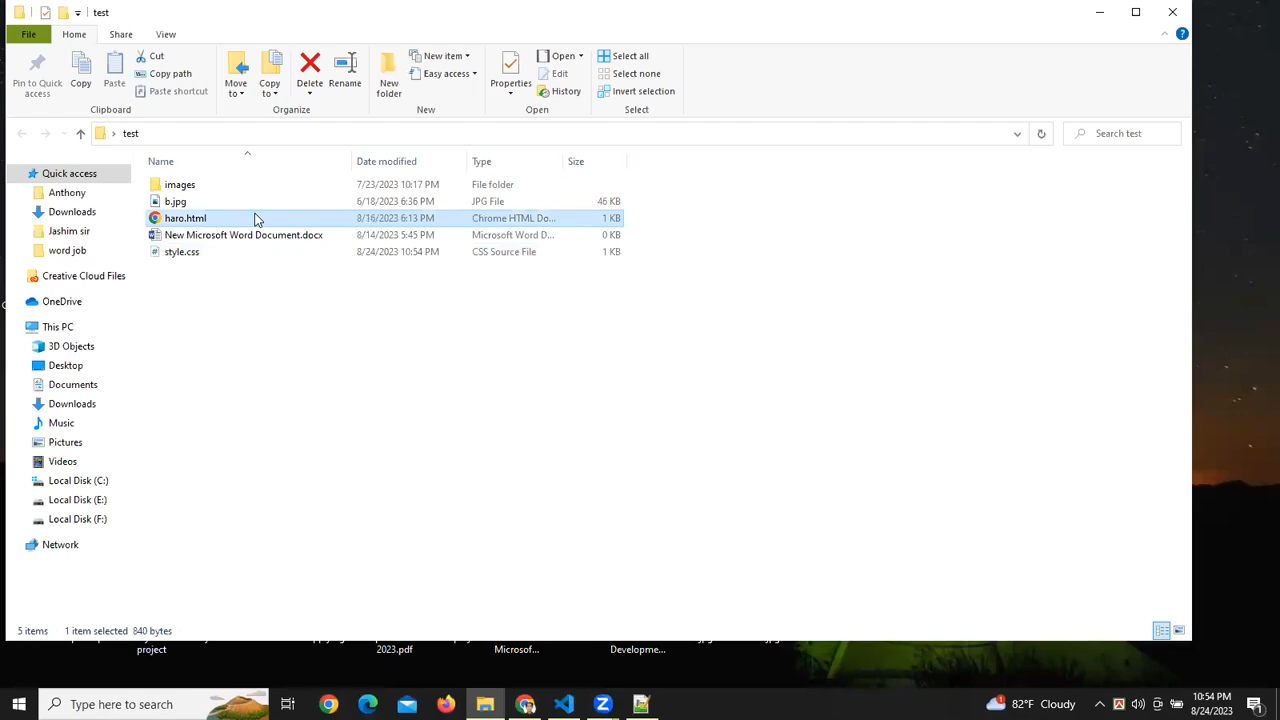 test
File Home Share View
Pin to Quick access
Copy
Paste
Cut
Copy path
Paste shortcut
Clipboard
Move to
Copy to
Delete
Rename
Organize
New folder
New item
Easy access
New
Properties
Open
Edit
History
Open
Select all
Select none
Invert selection
Select
test
Search test
Name Date modified Type Size
Quick access
Anthony
Downloads
Jashim sir
word job
Creative Cloud Files
OneDrive
This PC
3D Objects
Desktop
Documents
Downloads
Music
Pictures
Videos
Local Disk (C:)
Local Disk (E:)
Local Disk (F:)
Network
images 7/23/2023 10:17 PM File folder
b.jpg 6/18/2023 6:36 PM JPG File 46 KB
haro.html 8/16/2023 6:13 PM Chrome HTML Do... 1 KB
New Microsoft Word Document.docx 8/14/2023 5:45 PM Microsoft Word D... 0 KB
style.css 8/24/2023 10:54 PM CSS Source File 1 KB
5 items 1 item selected 840 bytes
project 2023.pdf Microsof... Developme...
Type here to search
82°F Cloudy
10:54 PM
8/24/2023
1